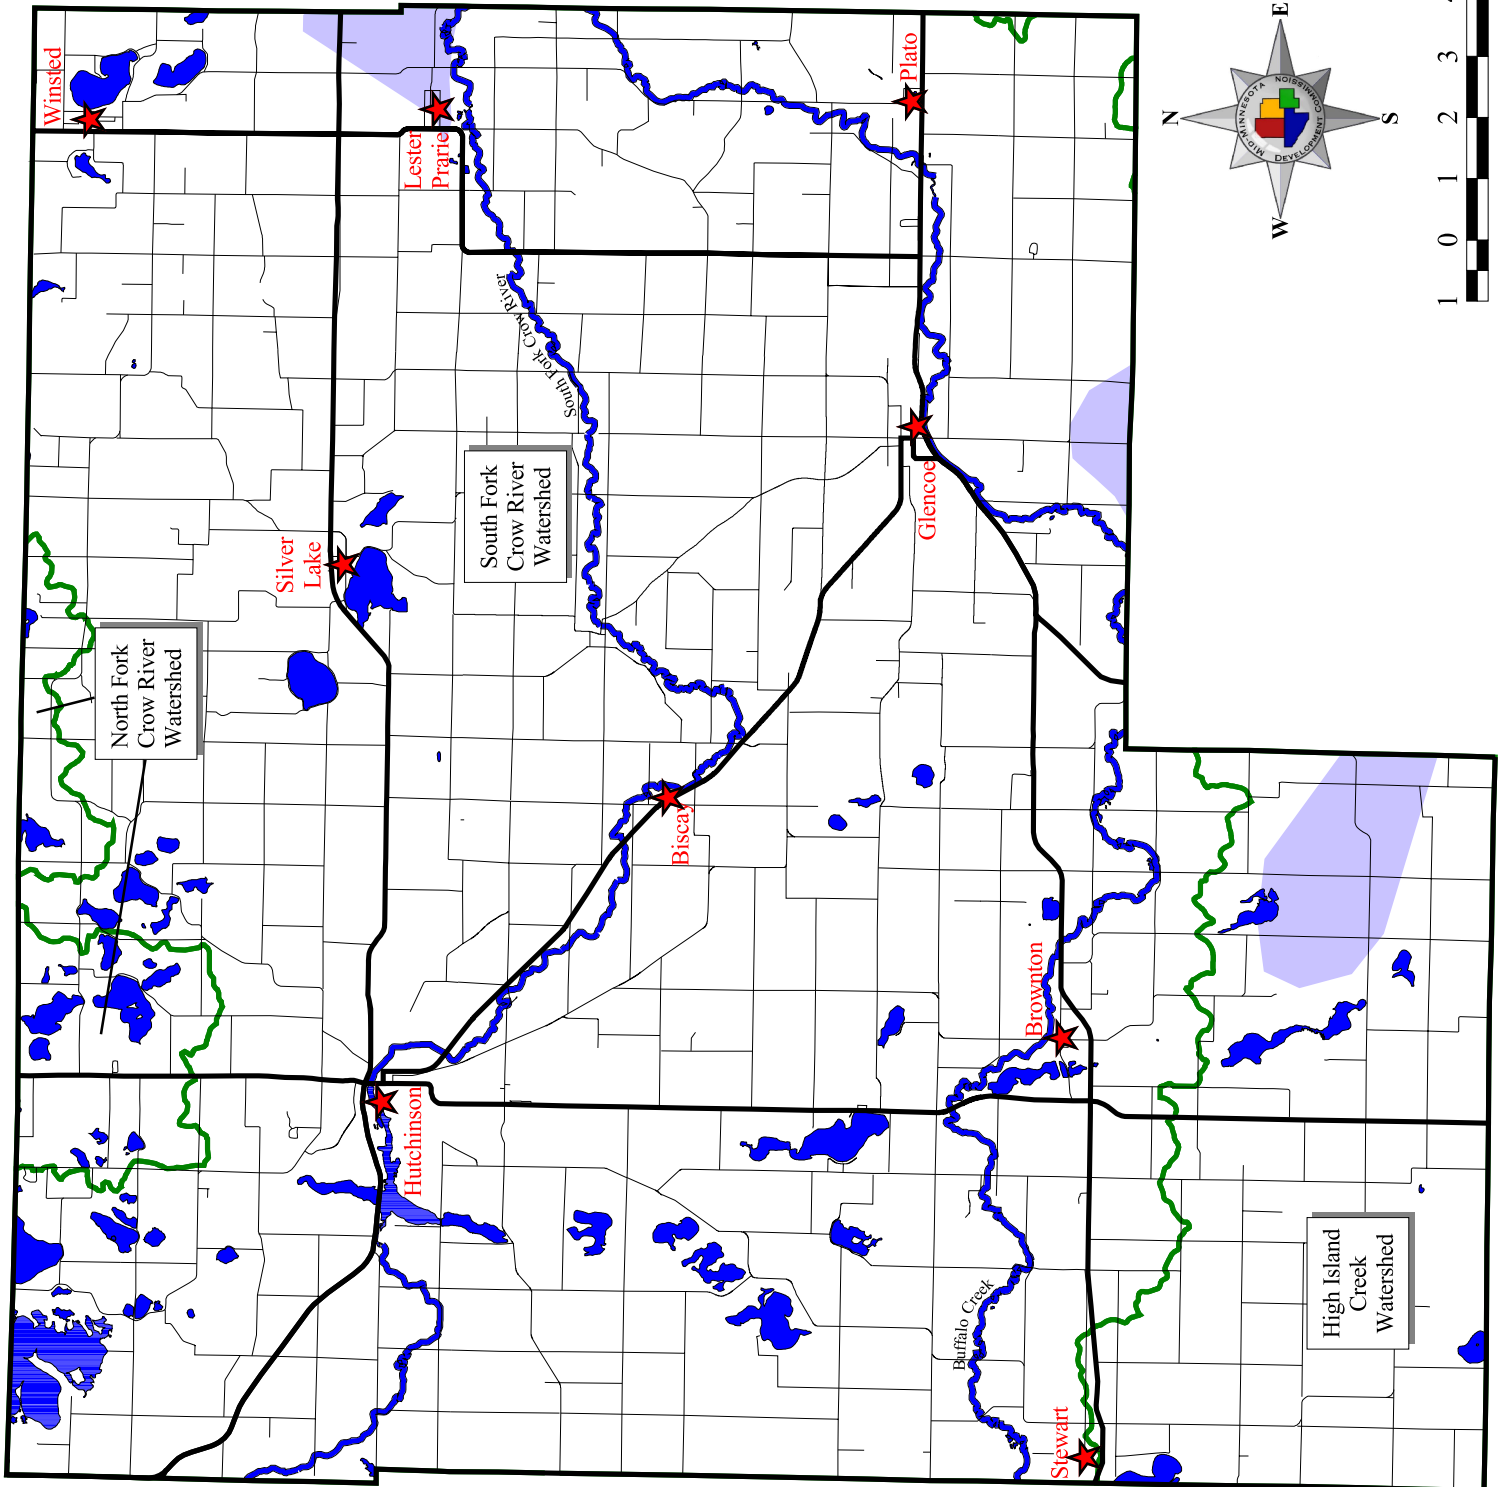 Winsted
Lester
Prarie
Plato
South Fork Crow River
Silver
Lake
South Fork
Crow River
Watershed
Glencoe
North Fork
Crow River
Watershed
Biscay
Brownton
Hutchinson
Buffalo Creek
Stewart
High Island
Creek
Watershed
N
E
S
W
MID-MINNESOTA
DEVELOPMENT COMMISSION
1 0 1 2 3